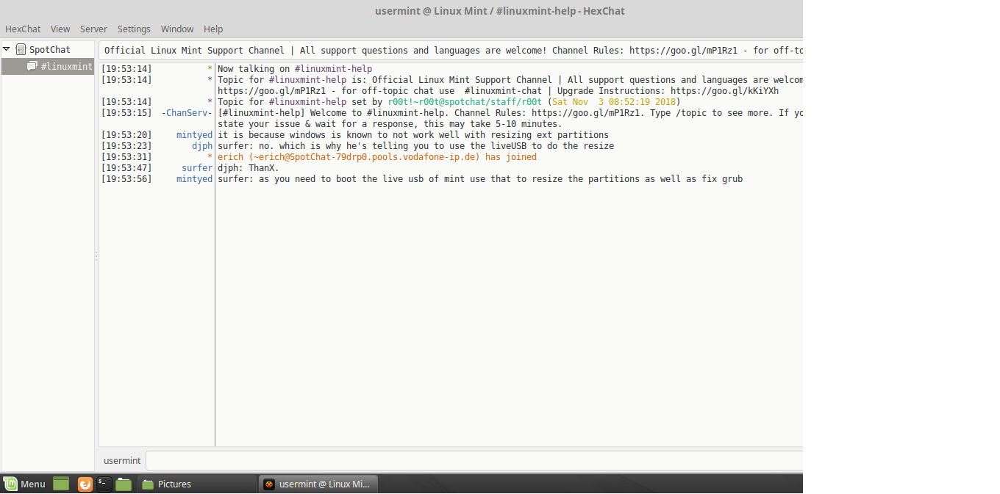 usermint @ Linux Mint / #linuxmint-help - HexChat
HexChat View Server Settings Window Help
SpotChat
#linuxmint
Official Linux Mint Support Channel | All support questions and languages are welcome! Channel Rules: https://goo.gl/mP1Rz1 - for off-to
[19:53:14] * Now talking on #linuxmint-help
[19:53:14] * Topic for #linuxmint-help is: Official Linux Mint Support Channel | All support questions and languages are welcom
https://goo.gl/mP1Rz1 - for off-topic chat use  #linuxmint-chat | Upgrade Instructions: https://goo.gl/kKiYXh
[19:53:14] * Topic for #linuxmint-help set by r00t!~r00t@spotchat/staff/r00t (Sat Nov  3 08:52:19 2018)
[19:53:15] -ChanServ- [#linuxmint-help] Welcome to #linuxmint-help. Channel Rules: https://goo.gl/mP1Rz1. Type /topic to see more. If yo
state your issue & wait for a response, this may take 5-10 minutes.
[19:53:20] mintyed it is because windows is known to not work well with resizing ext partitions
[19:53:23] djph surfer: no. which is why he's telling you to use the liveUSB to do the resize
[19:53:31] * erich (~erich@SpotChat-79drp0.pools.vodafone-ip.de) has joined
[19:53:47] surfer djph: ThanX.
[19:53:56] mintyed surfer: as you need to boot the live usb of mint use that to resize the partitions as well as fix grub
usermint
Menu Pictures usermint @ Linux Mi...